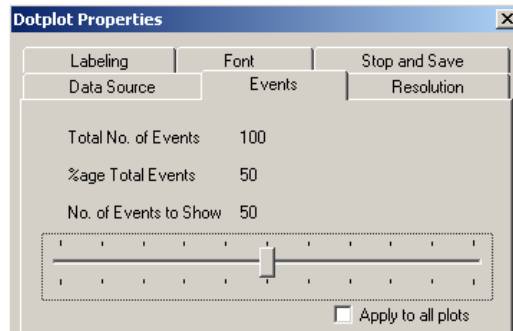 Dotplot Properties
Labeling Font Stop and Save
Data Source Events Resolution
Total No. of Events 100
%age Total Events 50
No. of Events to Show 50
Apply to all plots